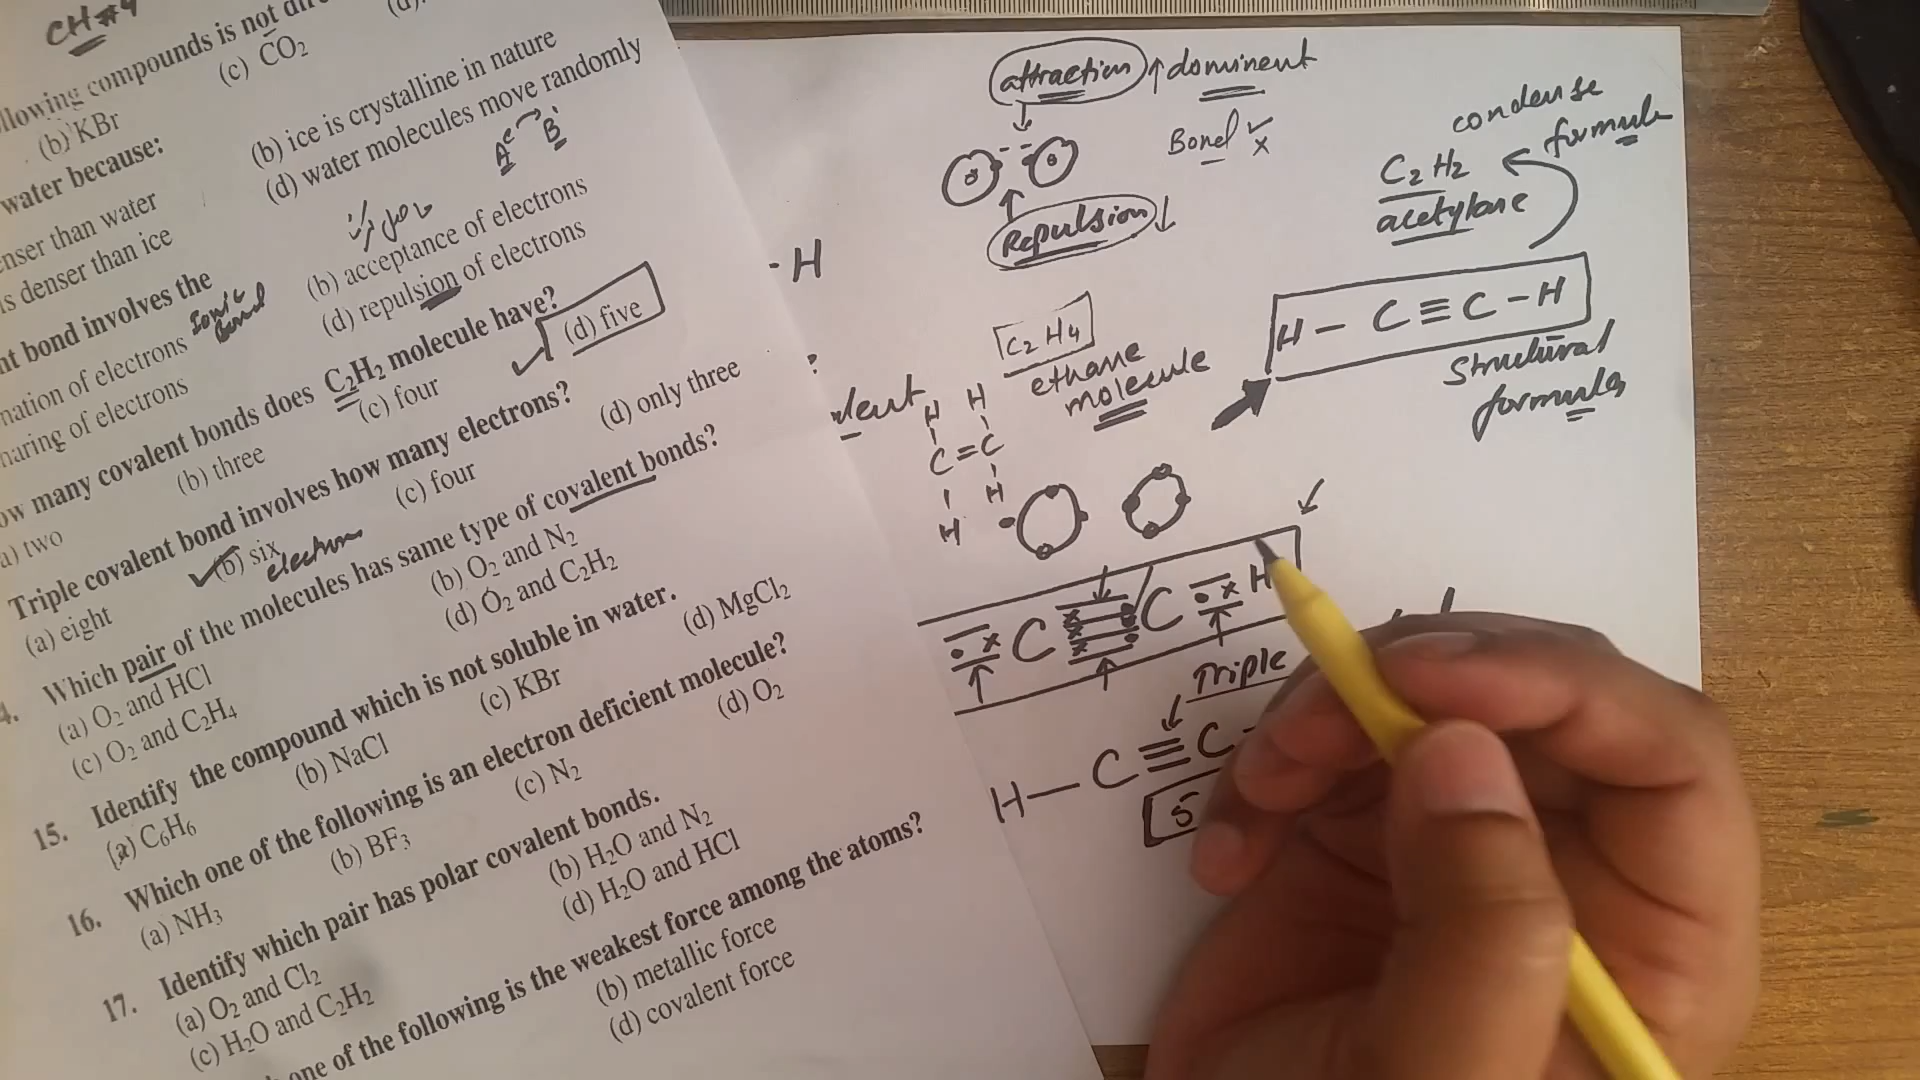 CH#4
llowing compounds is not
(b) KBr
(c) CO₂
(d)
water because:
(b) ice is crystalline in nature
nser than water
(d) water molecules move randomly
is denser than ice
A e B
nt bond involves the
(b) acceptance of electrons
nation of electrons
Ionic bond
(d) repulsion of electrons
haring of electrons
ow many covalent bonds does C₂H₂ molecule have?
a) two
(b) three
(c) four
(d) five
Triple covalent bond involves how many electrons?
(a) eight
(b) six
electrons
(c) four
(d) only three
4. Which pair of the molecules has same type of covalent bonds?
(a) O₂ and HCl
(b) O₂ and N₂
(c) O₂ and C₂H₄
(d) O₂ and C₂H₂
15. Identify the compound which is not soluble in water.
(a) C₆H₆
(b) NaCl
(c) KBr
(d) MgCl₂
16. Which one of the following is an electron deficient molecule?
(a) NH₃
(b) BF₃
(c) N₂
(d) O₂
17. Identify which pair has polar covalent bonds.
(a) O₂ and Cl₂
(b) H₂O and N₂
(c) H₂O and C₂H₂
(d) H₂O and HCl
one of the following is the weakest force among the atoms?
(b) metallic force
(d) covalent force
attraction ↑ dominent
Bond ✓
x
Repulsion ↓
condense
formula
C₂H₂
acetylene
H – C ≡ C – H
Structural
formula
- H
?
C₂H₄
ethane
molecule
H H
C = C
H H
C C H
Triple
H — C ≡ C -
5